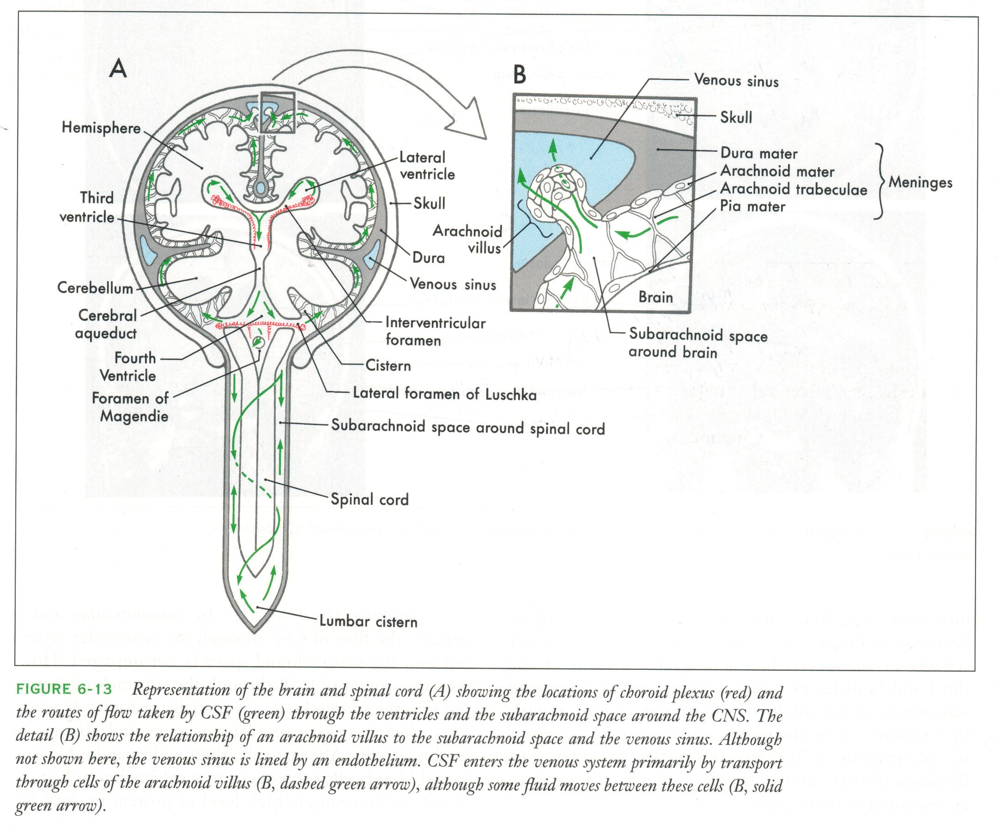 A
Hemisphere
Third
ventricle
Cerebellum
Cerebral
aqueduct
Fourth
Ventricle
Foramen of
Magendie
Lateral
ventricle
Skull
Dura
Venous sinus
Interventricular
foramen
Cistern
Lateral foramen of Luschka
Subarachnoid space around spinal cord
Spinal cord
Lumbar cistern
B
Venous sinus
Skull
Dura mater
Arachnoid mater
Arachnoid trabeculae
Pia mater
Meninges
Arachnoid
villus
Brain
Subarachnoid space
around brain
FIGURE 6-13 Representation of the brain and spinal cord (A) showing the locations of choroid plexus (red) and
the routes of flow taken by CSF (green) through the ventricles and the subarachnoid space around the CNS. The
detail (B) shows the relationship of an arachnoid villus to the subarachnoid space and the venous sinus. Although
not shown here, the venous sinus is lined by an endothelium. CSF enters the venous system primarily by transport
through cells of the arachnoid villus (B, dashed green arrow), although some fluid moves between these cells (B, solid
green arrow).